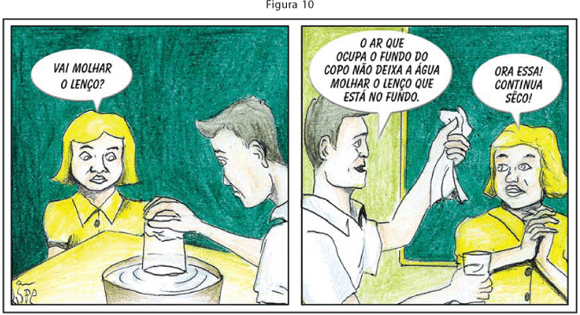 Figura 10
VAI MOLHAR
O LENÇO?
O AR QUE
OCUPA O FUNDO DO
COPO NÃO DEIXA A ÁGUA
MOLHAR O LENÇO QUE
ESTÁ NO FUNDO.
ORA ESSA!
CONTINUA
SÊCO!